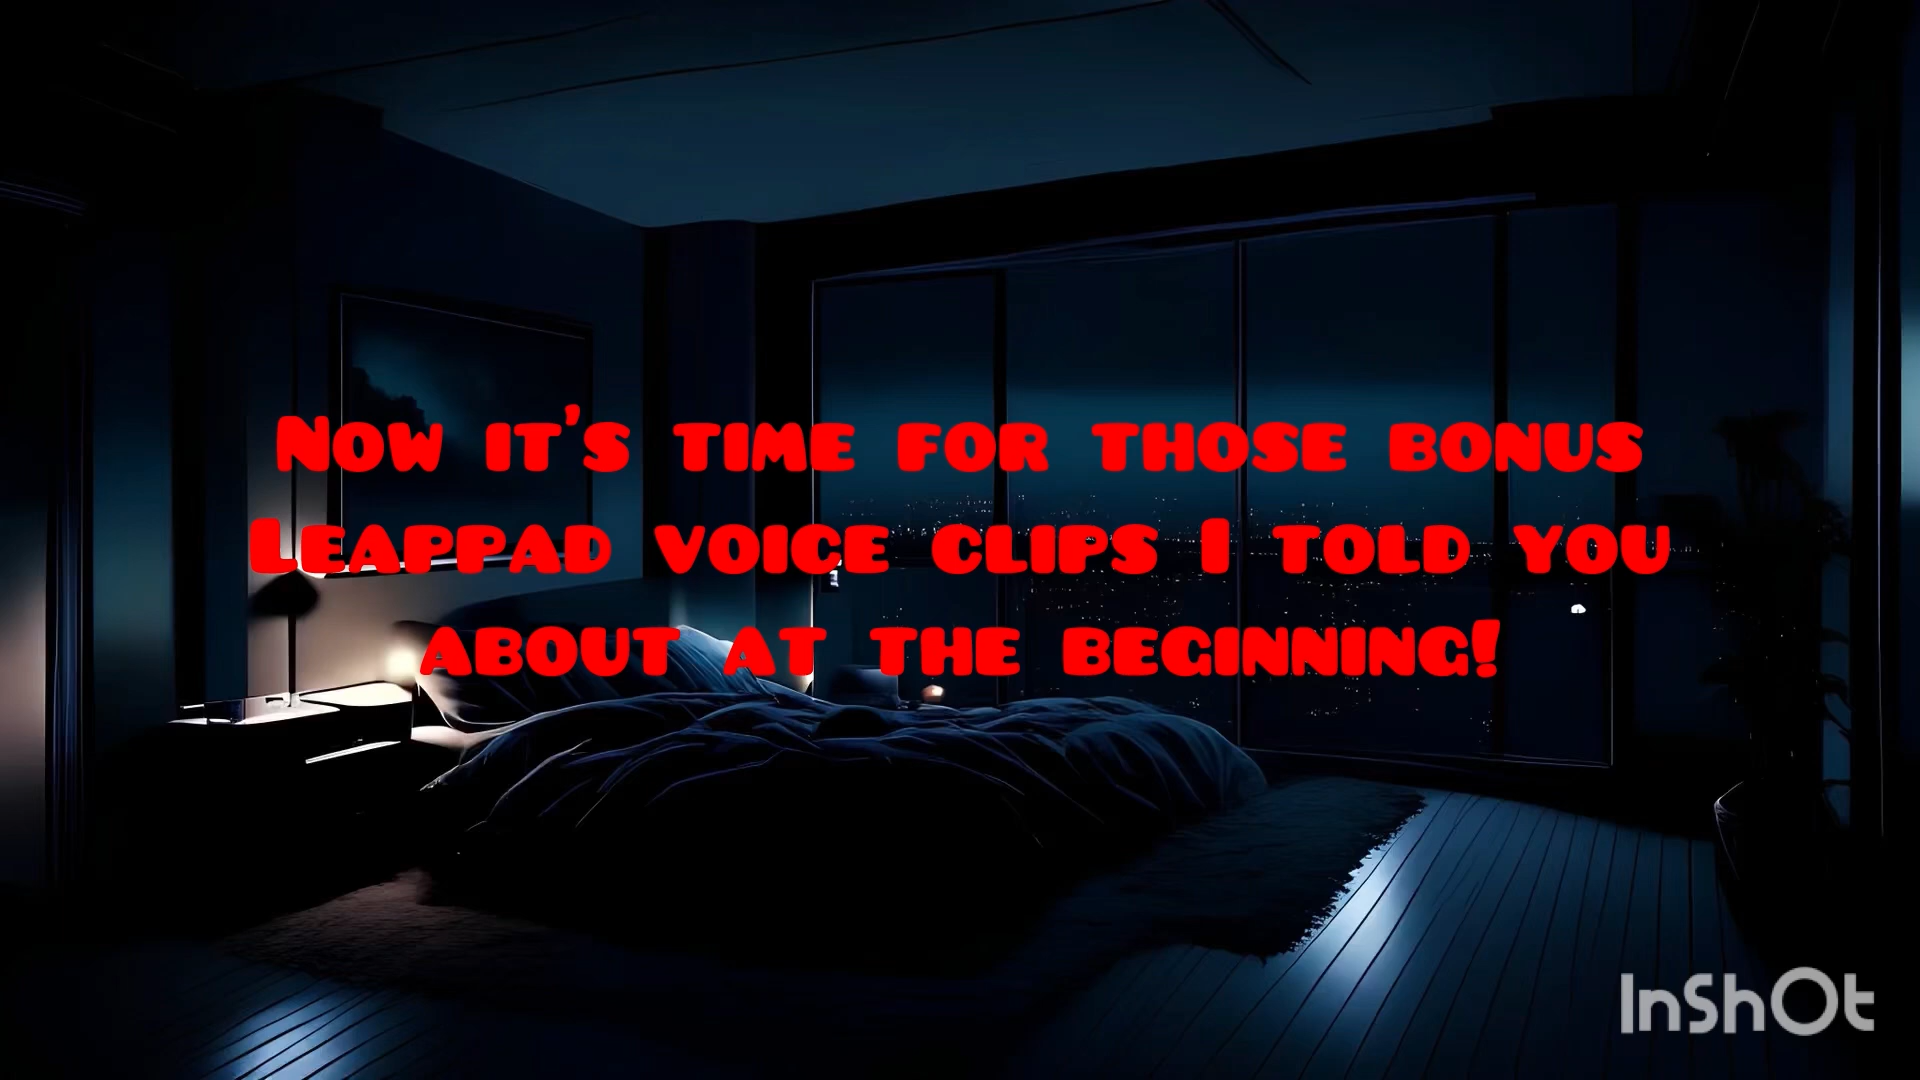 Now it's time for those bonus
Leappad voice clips I told you
about at the beginning!
InShOt